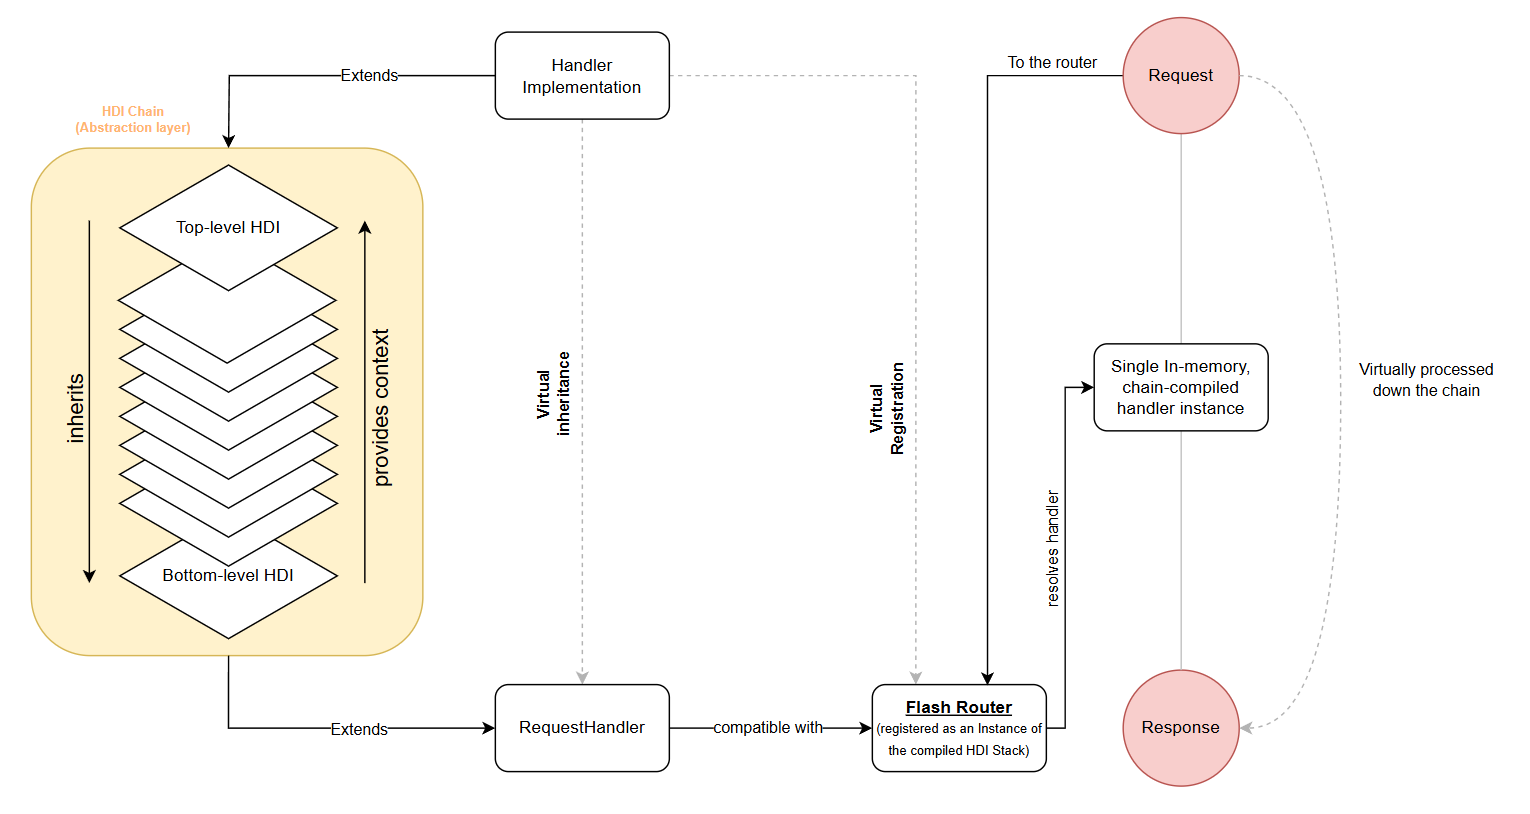 Handler
Implementation
Extends
To the router
Request
HDI Chain
(Abstraction layer)
Top-level HDI
inherits
provides context
Bottom-level HDI
Virtual
inheritance
Virtual
Registration
Single In-memory,
chain-compiled
handler instance
Virtually processed
down the chain
resolves handler
Extends
RequestHandler
compatible with
Flash Router
(registered as an Instance of
the compiled HDI Stack)
Response